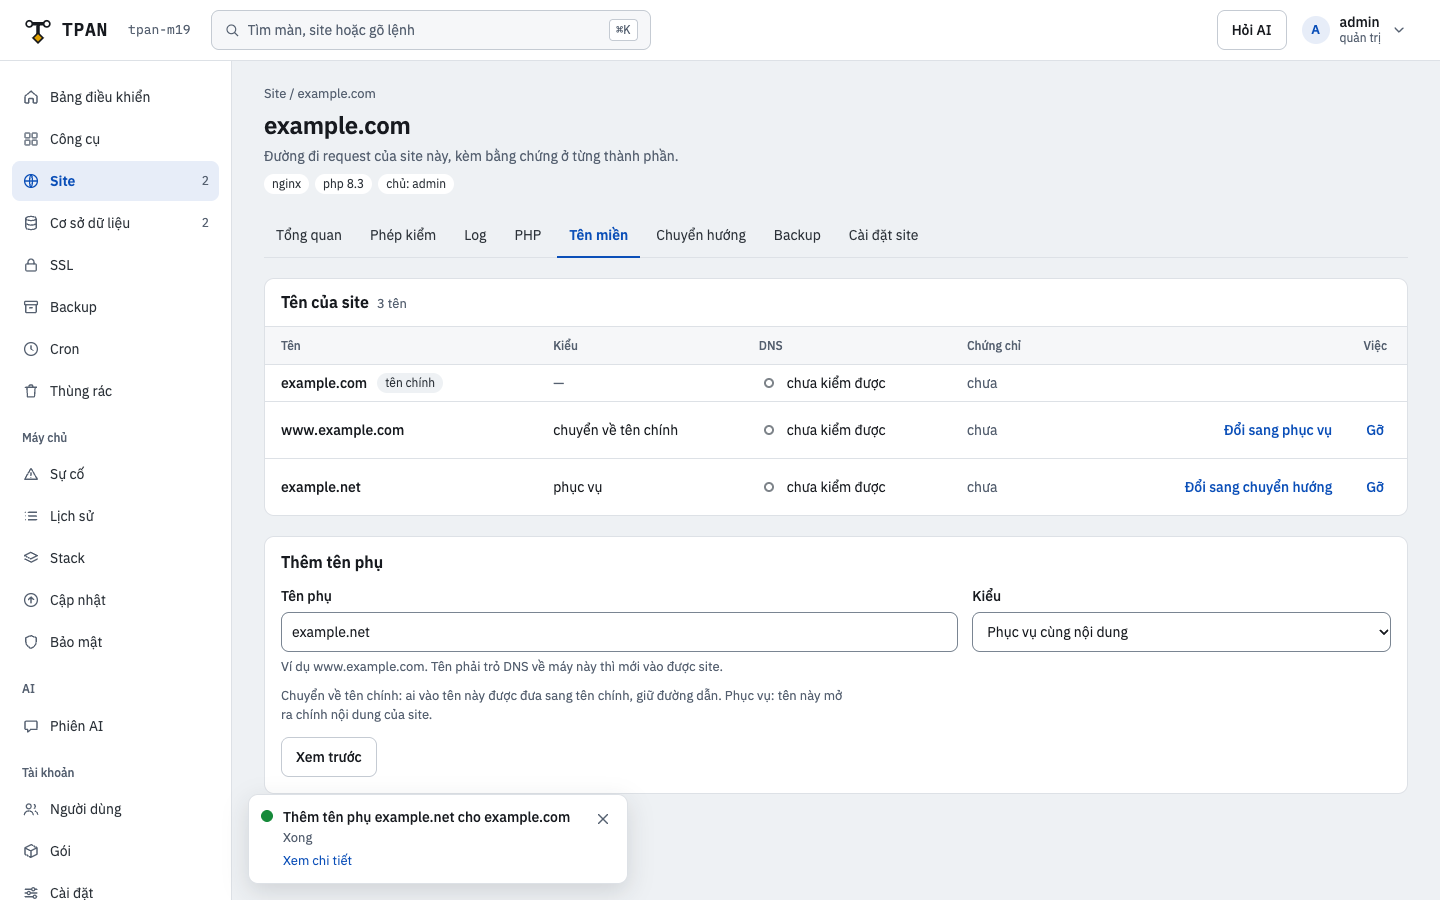 TPAN
tpan-m19
Tìm màn, site hoặc gõ lệnh
⌘K
Hỏi AI
A
admin
quản trị
Bảng điều khiển
Công cụ
Site 2
Cơ sở dữ liệu 2
SSL
Backup
Cron
Thùng rác
Máy chủ
Sự cố
Lịch sử
Stack
Cập nhật
Bảo mật
AI
Phiên AI
Tài khoản
Người dùng
Gói
Cài đặt
Site / example.com
example.com
Đường đi request của site này, kèm bằng chứng ở từng thành phần.
nginx php 8.3 chủ: admin
Tổng quan Phép kiểm Log PHP Tên miền Chuyển hướng Backup Cài đặt site
Tên của site 3 tên
Tên Kiểu DNS Chứng chỉ Việc
example.com tên chính — chưa kiểm được chưa
www.example.com chuyển về tên chính chưa kiểm được chưa Đổi sang phục vụ Gỡ
example.net phục vụ chưa kiểm được chưa Đổi sang chuyển hướng Gỡ
Thêm tên phụ
Tên phụ Kiểu
example.net Phục vụ cùng nội dung
Ví dụ www.example.com. Tên phải trỏ DNS về máy này thì mới vào được site.
Chuyển về tên chính: ai vào tên này được đưa sang tên chính, giữ đường dẫn. Phục vụ: tên này mở
ra chính nội dung của site.
Xem trước
Thêm tên phụ example.net cho example.com
Xong
Xem chi tiết